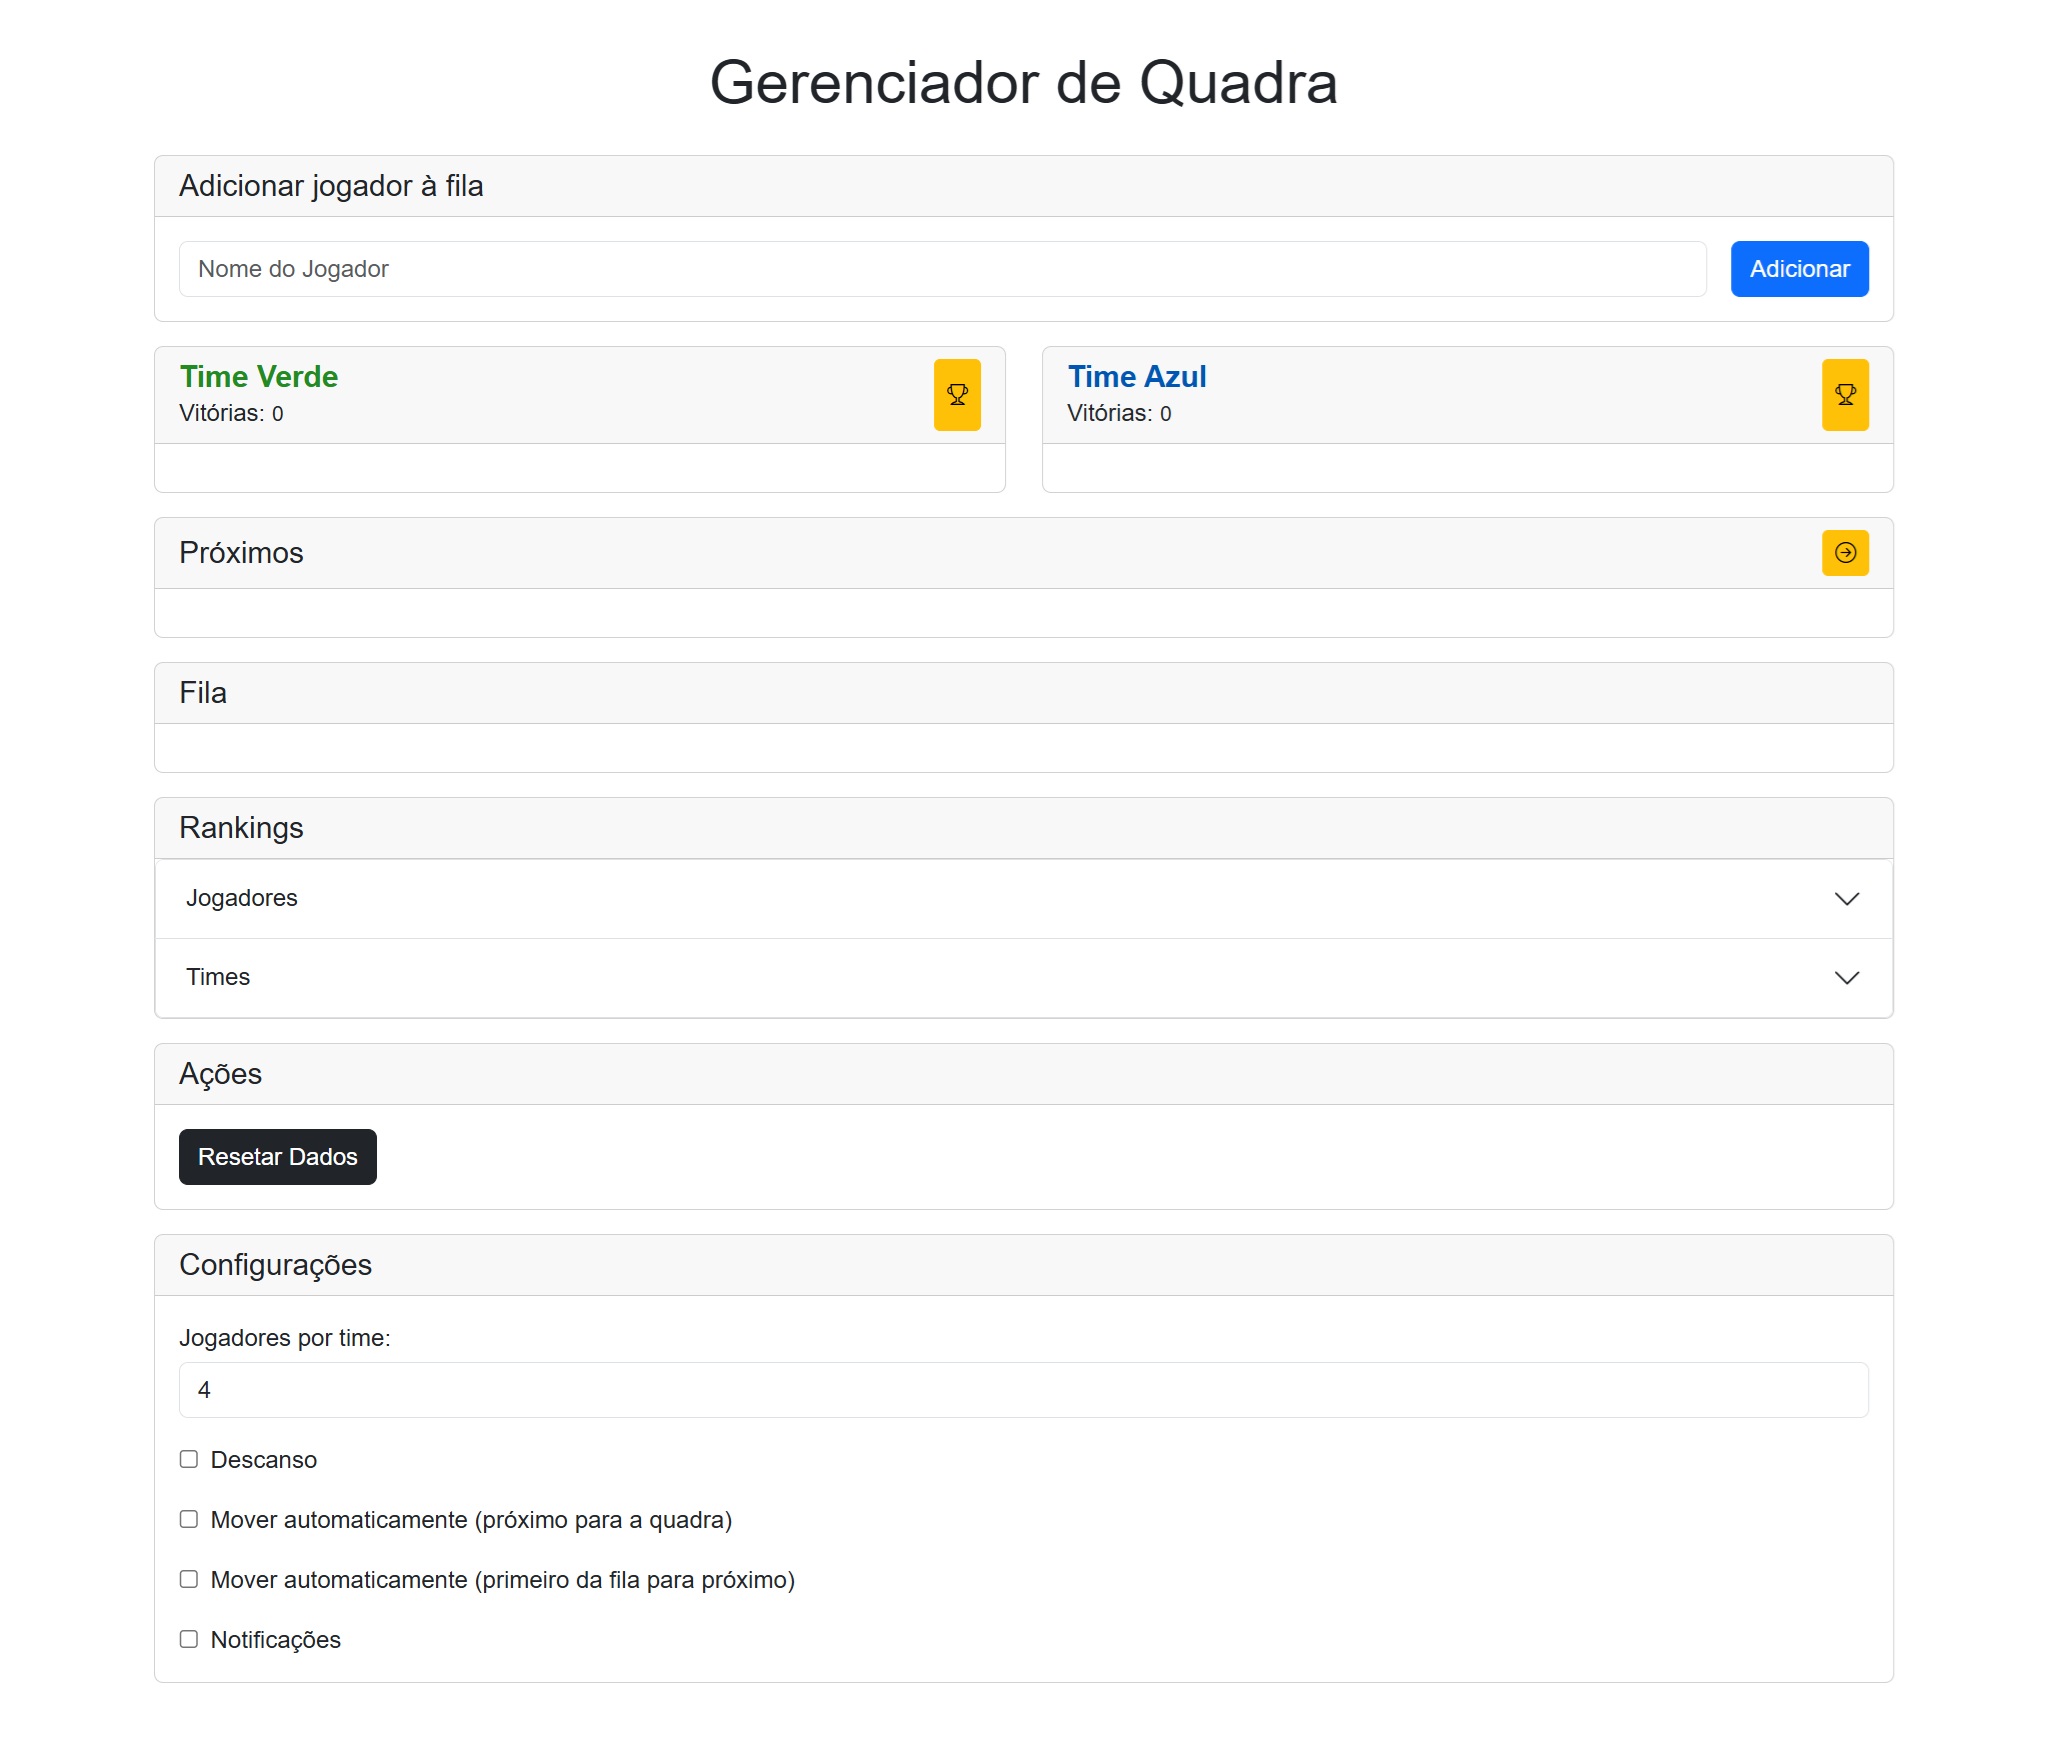 Gerenciador de Quadra
Adicionar jogador à fila
Nome do Jogador
Adicionar
Time Verde
Vitórias: 0
Time Azul
Vitórias: 0
Próximos
Fila
Rankings
Jogadores
Times
Ações
Resetar Dados
Configurações
Jogadores por time:
4
Descanso
Mover automaticamente (próximo para a quadra)
Mover automaticamente (primeiro da fila para próximo)
Notificações